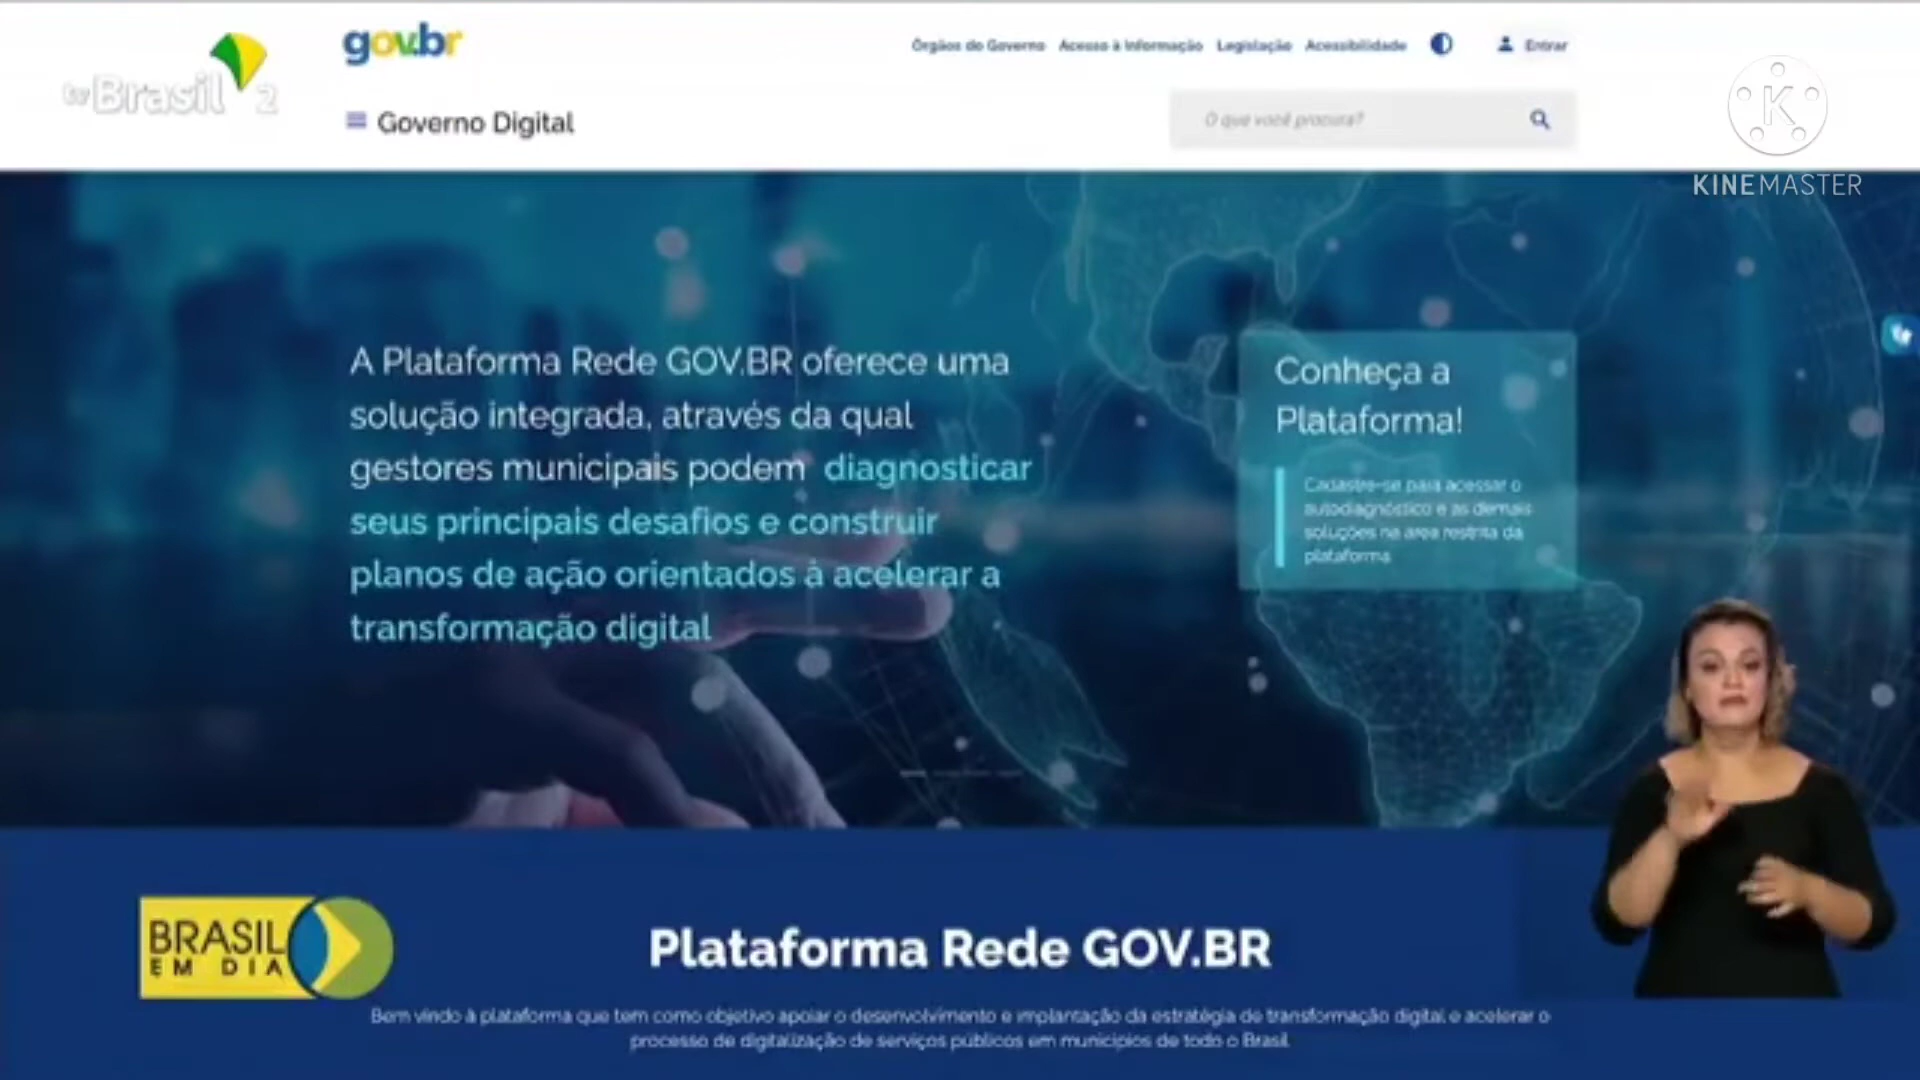 tv Brasil 2
gov.br
Órgãos do Governo Acesso à Informação Legislação Acessibilidade Entrar
Governo Digital
O que você procura?
K
KINEMASTER
A Plataforma Rede GOV.BR oferece uma
solução integrada, através da qual
gestores municipais podem diagnosticar
seus principais desafios e construir
planos de ação orientados à acelerar a
transformação digital
Conheça a
Plataforma!
Cadastre-se para acessar o
autodiagnóstico e as demais
soluções na area restrita da
plataforma
BRASIL
EM DIA
Plataforma Rede GOV.BR
Bem vindo à plataforma que tem como objetivo apoiar o desenvolvimento e implantação da estratégia de transformação digital e acelerar o
processo de digitalização de serviços públicos em municípios de todo o Brasil